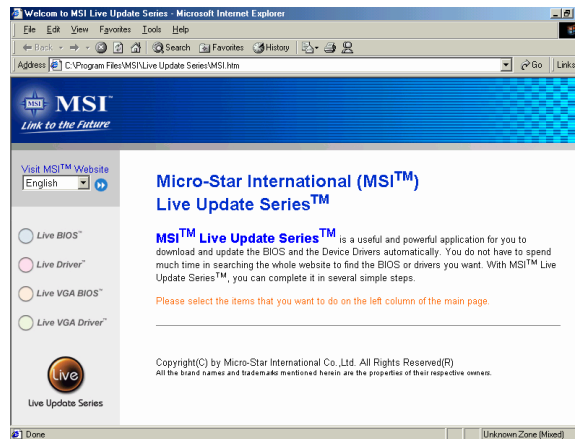 Welcom to MSI Live Update Series - Microsoft Internet Explorer
File Edit View Favorites Tools Help
Back Search Favorites History
Address C:\Program Files\MSI\Live Update Series\MSI.htm Go Links
MSI MSI™
Link to the Future
Visit MSI™ Website
English
Live BIOS™
Live Driver™
Live VGA BIOS™
Live VGA Driver™
Live
Live Update Series
Micro-Star International (MSI™)
Live Update Series™
MSI™ Live Update Series™ is a useful and powerful application for you to
download and update the BIOS and the Device Drivers automatically. You do not have to spend
much time in searching the whole website to find the BIOS or drivers you want. With MSI™ Live
Update Series™, you can complete it in several simple steps.
Please select the items that you want to do on the left column of the main page.
Copyright(C) by Micro-Star International Co.,Ltd. All Rights Reserved(R)
All the brand names and trademarks mentioned herein are the properties of their respective owners.
Done Unknown Zone (Mixed)